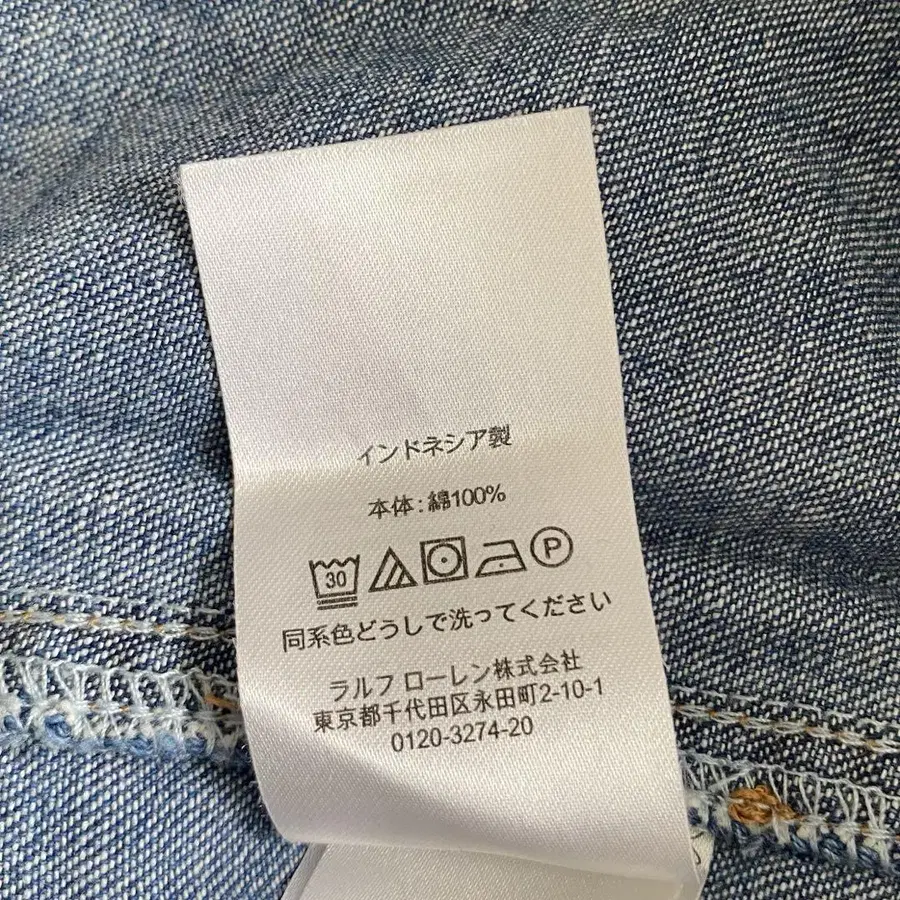 インドネシア製
本体:綿100%
30 P
同系色どうしで洗ってください
ラルフ ローレン株式会社
東京都千代田区永田町2-10-1
0120-3274-20